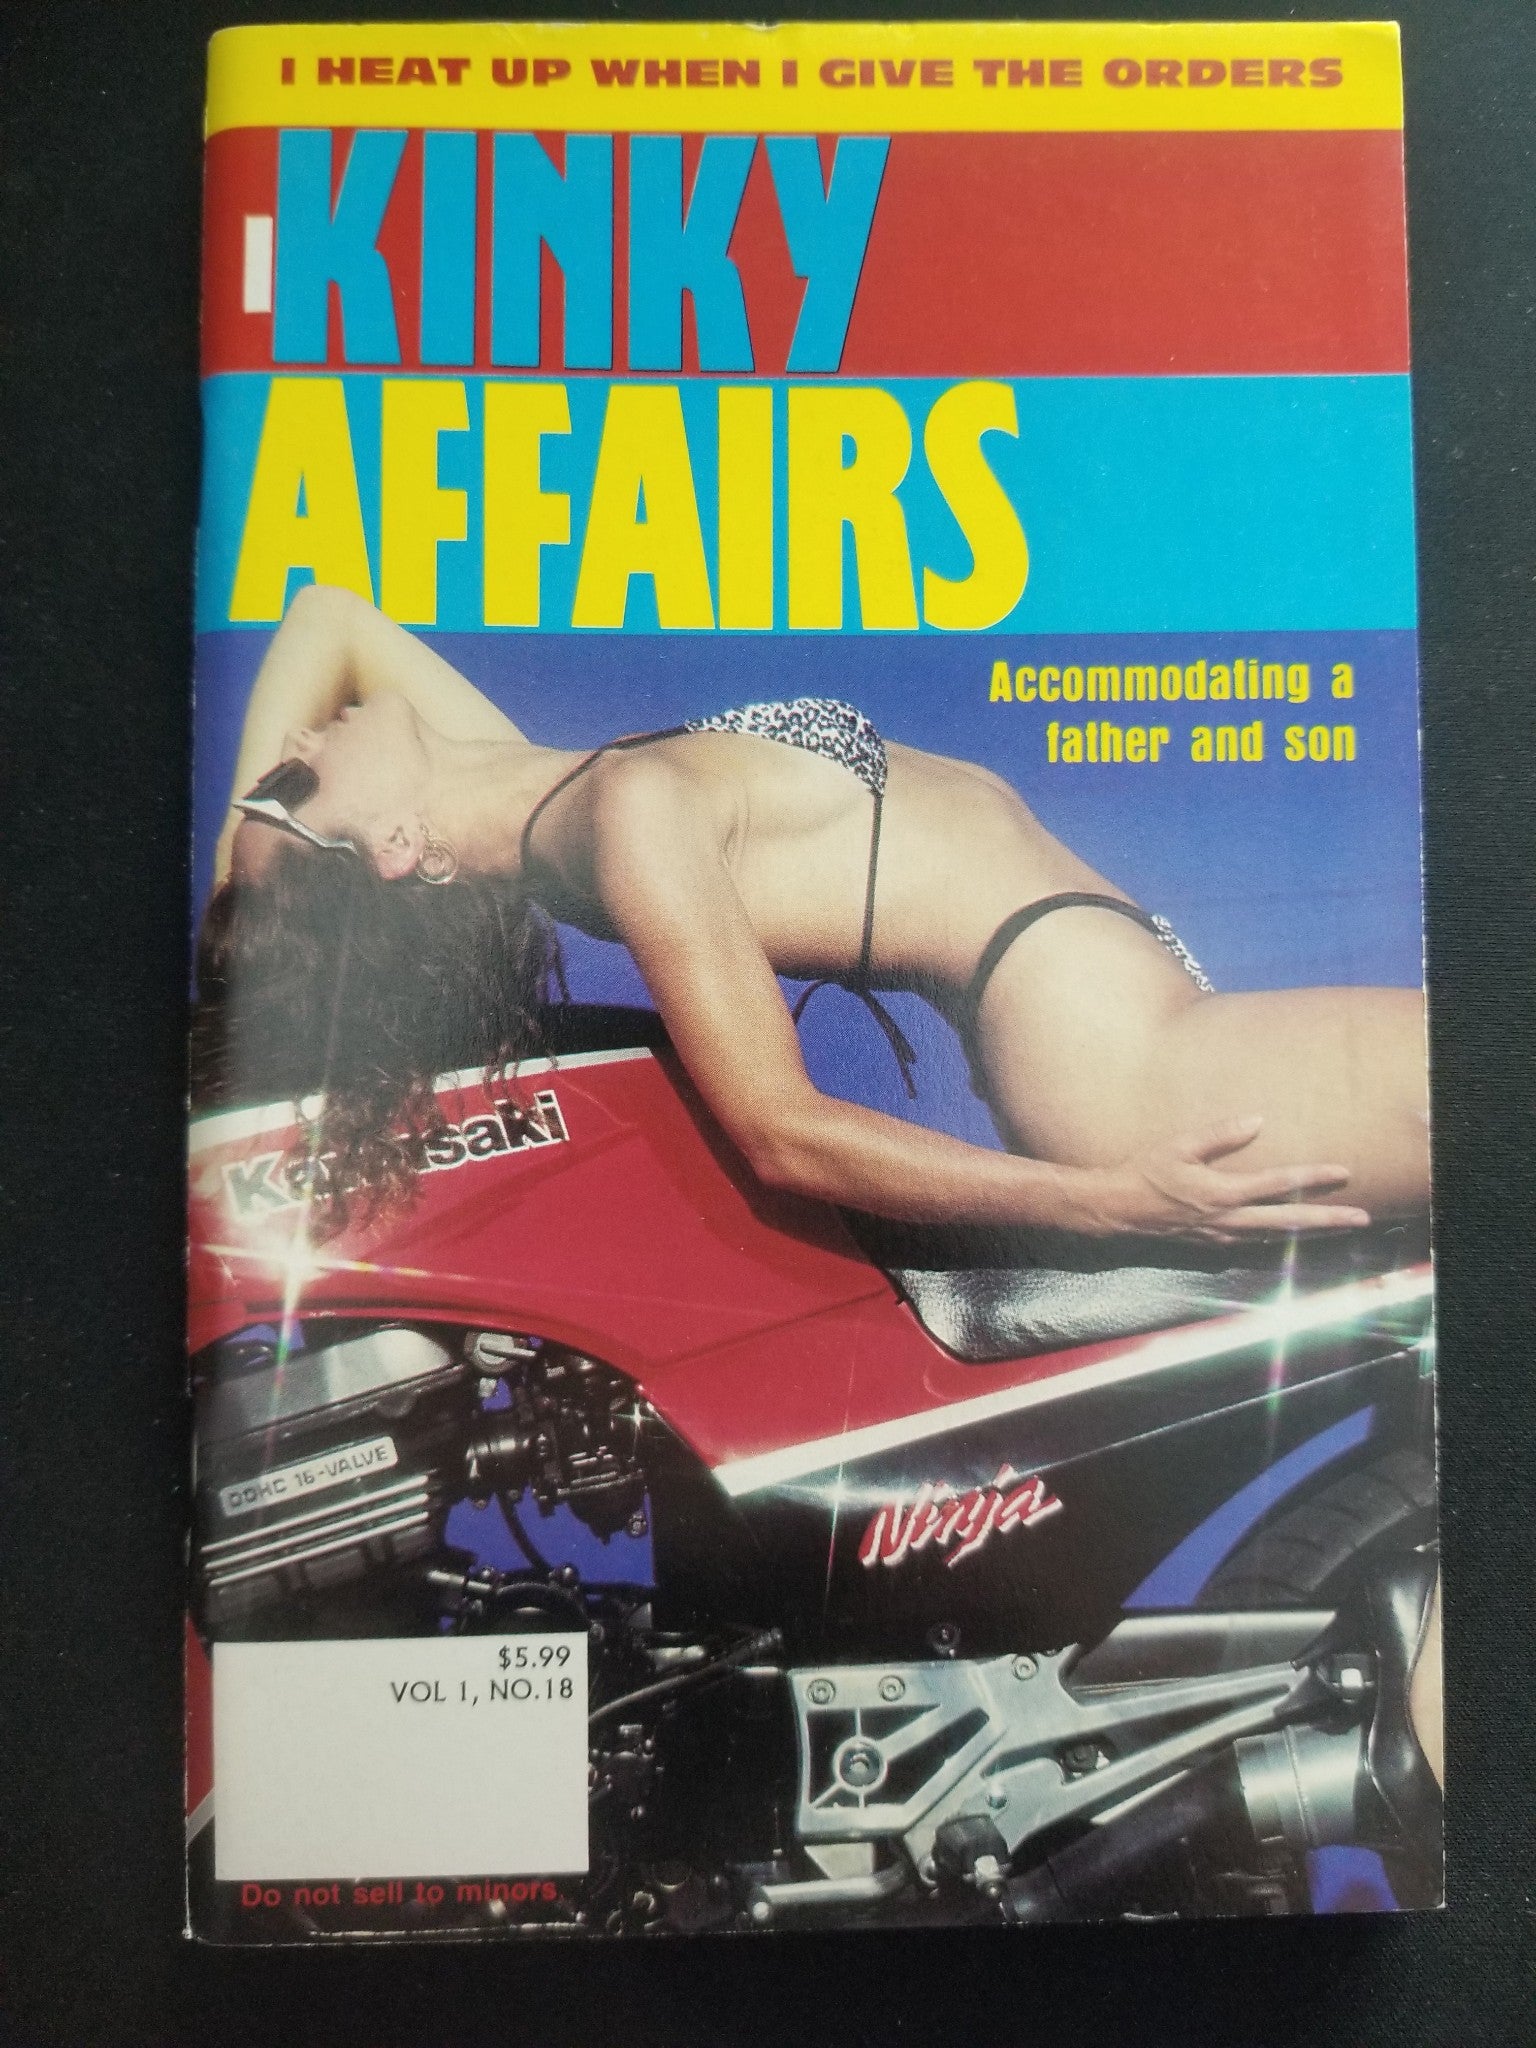 I HEAT UP WHEN I GIVE THE ORDERS
KINKY
AFFAIRS
Accommodating a
father and son
Kawasaki
DOHC 16-VALVE
Ninja
$5.99
VOL 1, NO.18
Do not sell to minors.